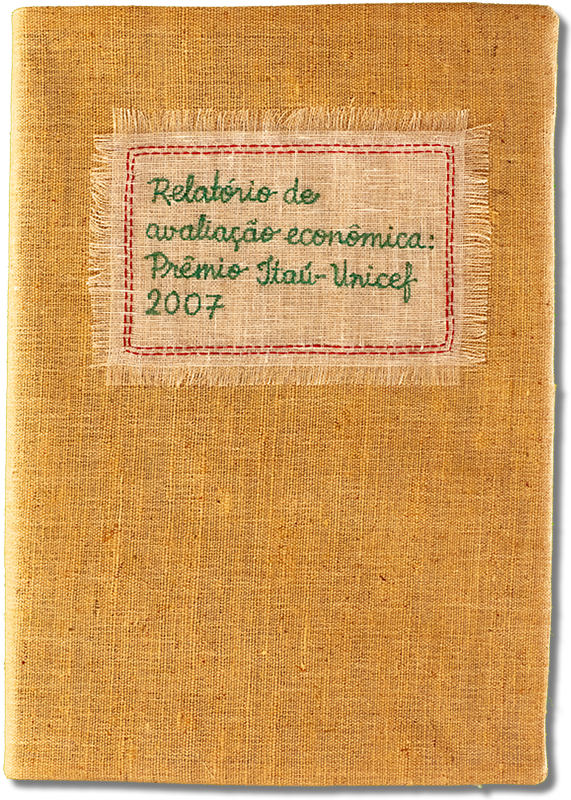 Relatório de
avaliação econômica:
Prêmio Itaú-Unicef
2007